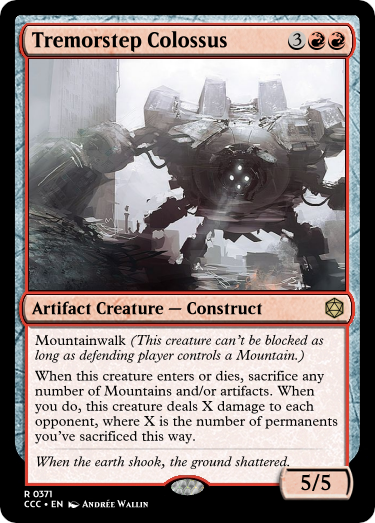 Tremorstep Colossus 3
Artifact Creature — Construct
Mountainwalk (This creature can't be blocked as
long as defending player controls a Mountain.)
When this creature enters or dies, sacrifice any
number of Mountains and/or artifacts. When
you do, this creature deals X damage to each
opponent, where X is the number of permanents
you've sacrificed this way.
When the earth shook, the ground shattered.
5/5
R 0371
CCC • EN Andrée Wallin